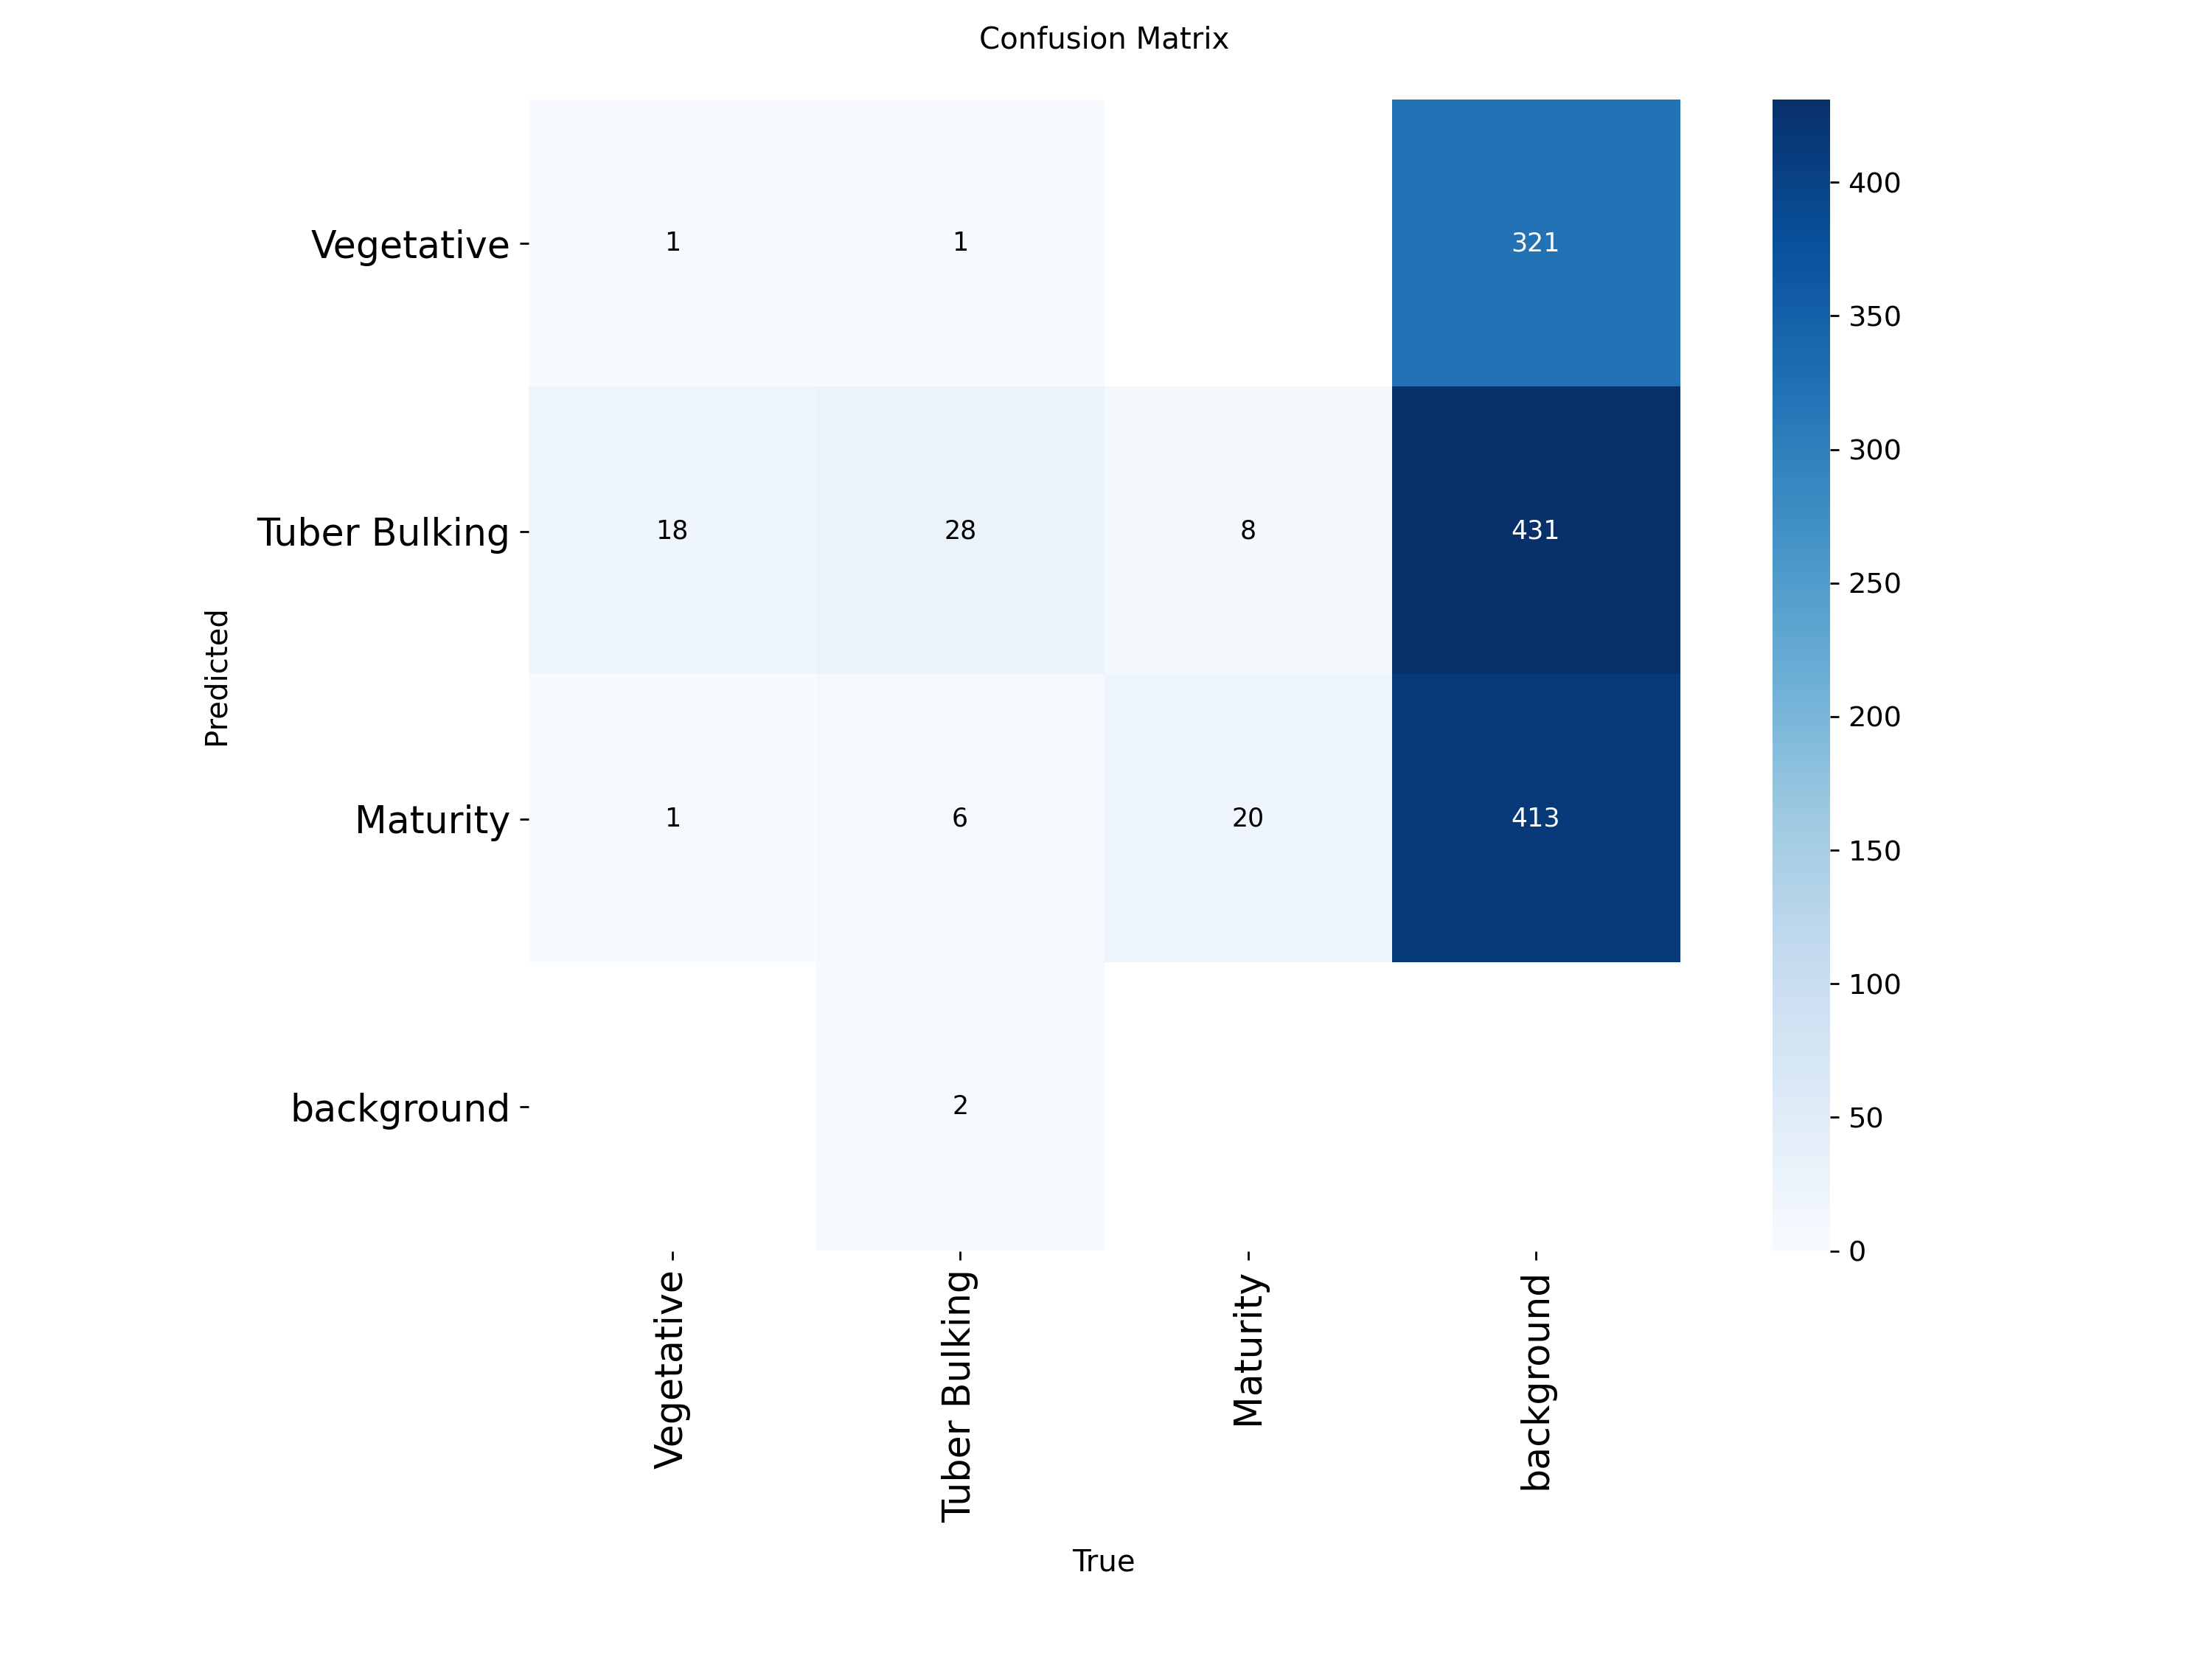 Confusion Matrix
Predicted
Vegetative
1 1 321
Tuber Bulking
18 28 8 431
Maturity
1 6 20 413
background
2
Vegetative
Tuber Bulking
Maturity
background
True
400
350
300
250
200
150
100
50
0